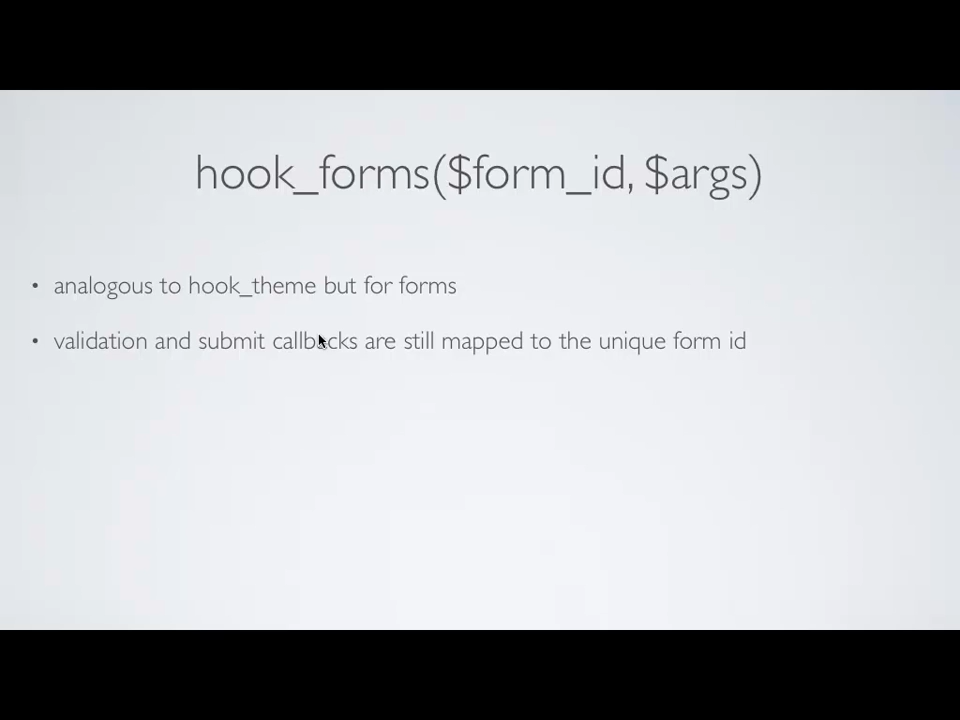 hook_forms($form_id, $args)
• analogous to hook_theme but for forms
• validation and submit callbacks are still mapped to the unique form id